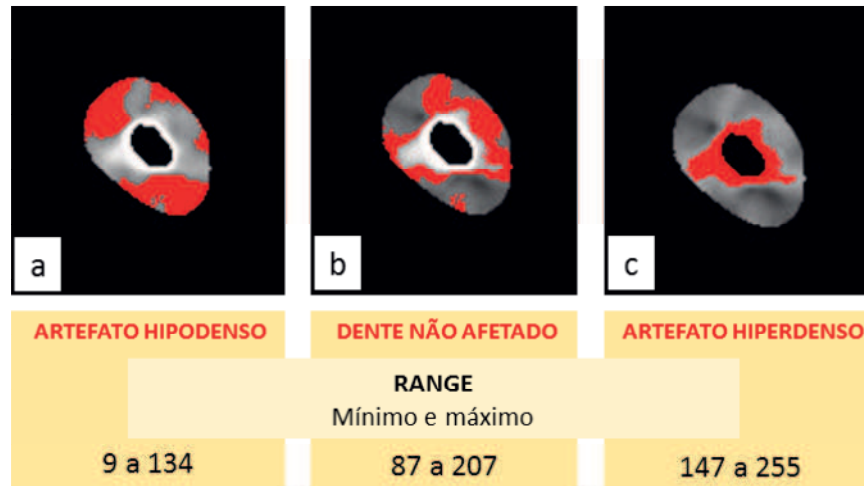 a
b
c
ARTEFATO HIPODENSO
DENTE NÃO AFETADO
ARTEFATO HIPERDENSO
RANGE
Mínimo e máximo
9 a 134
87 a 207
147 a 255